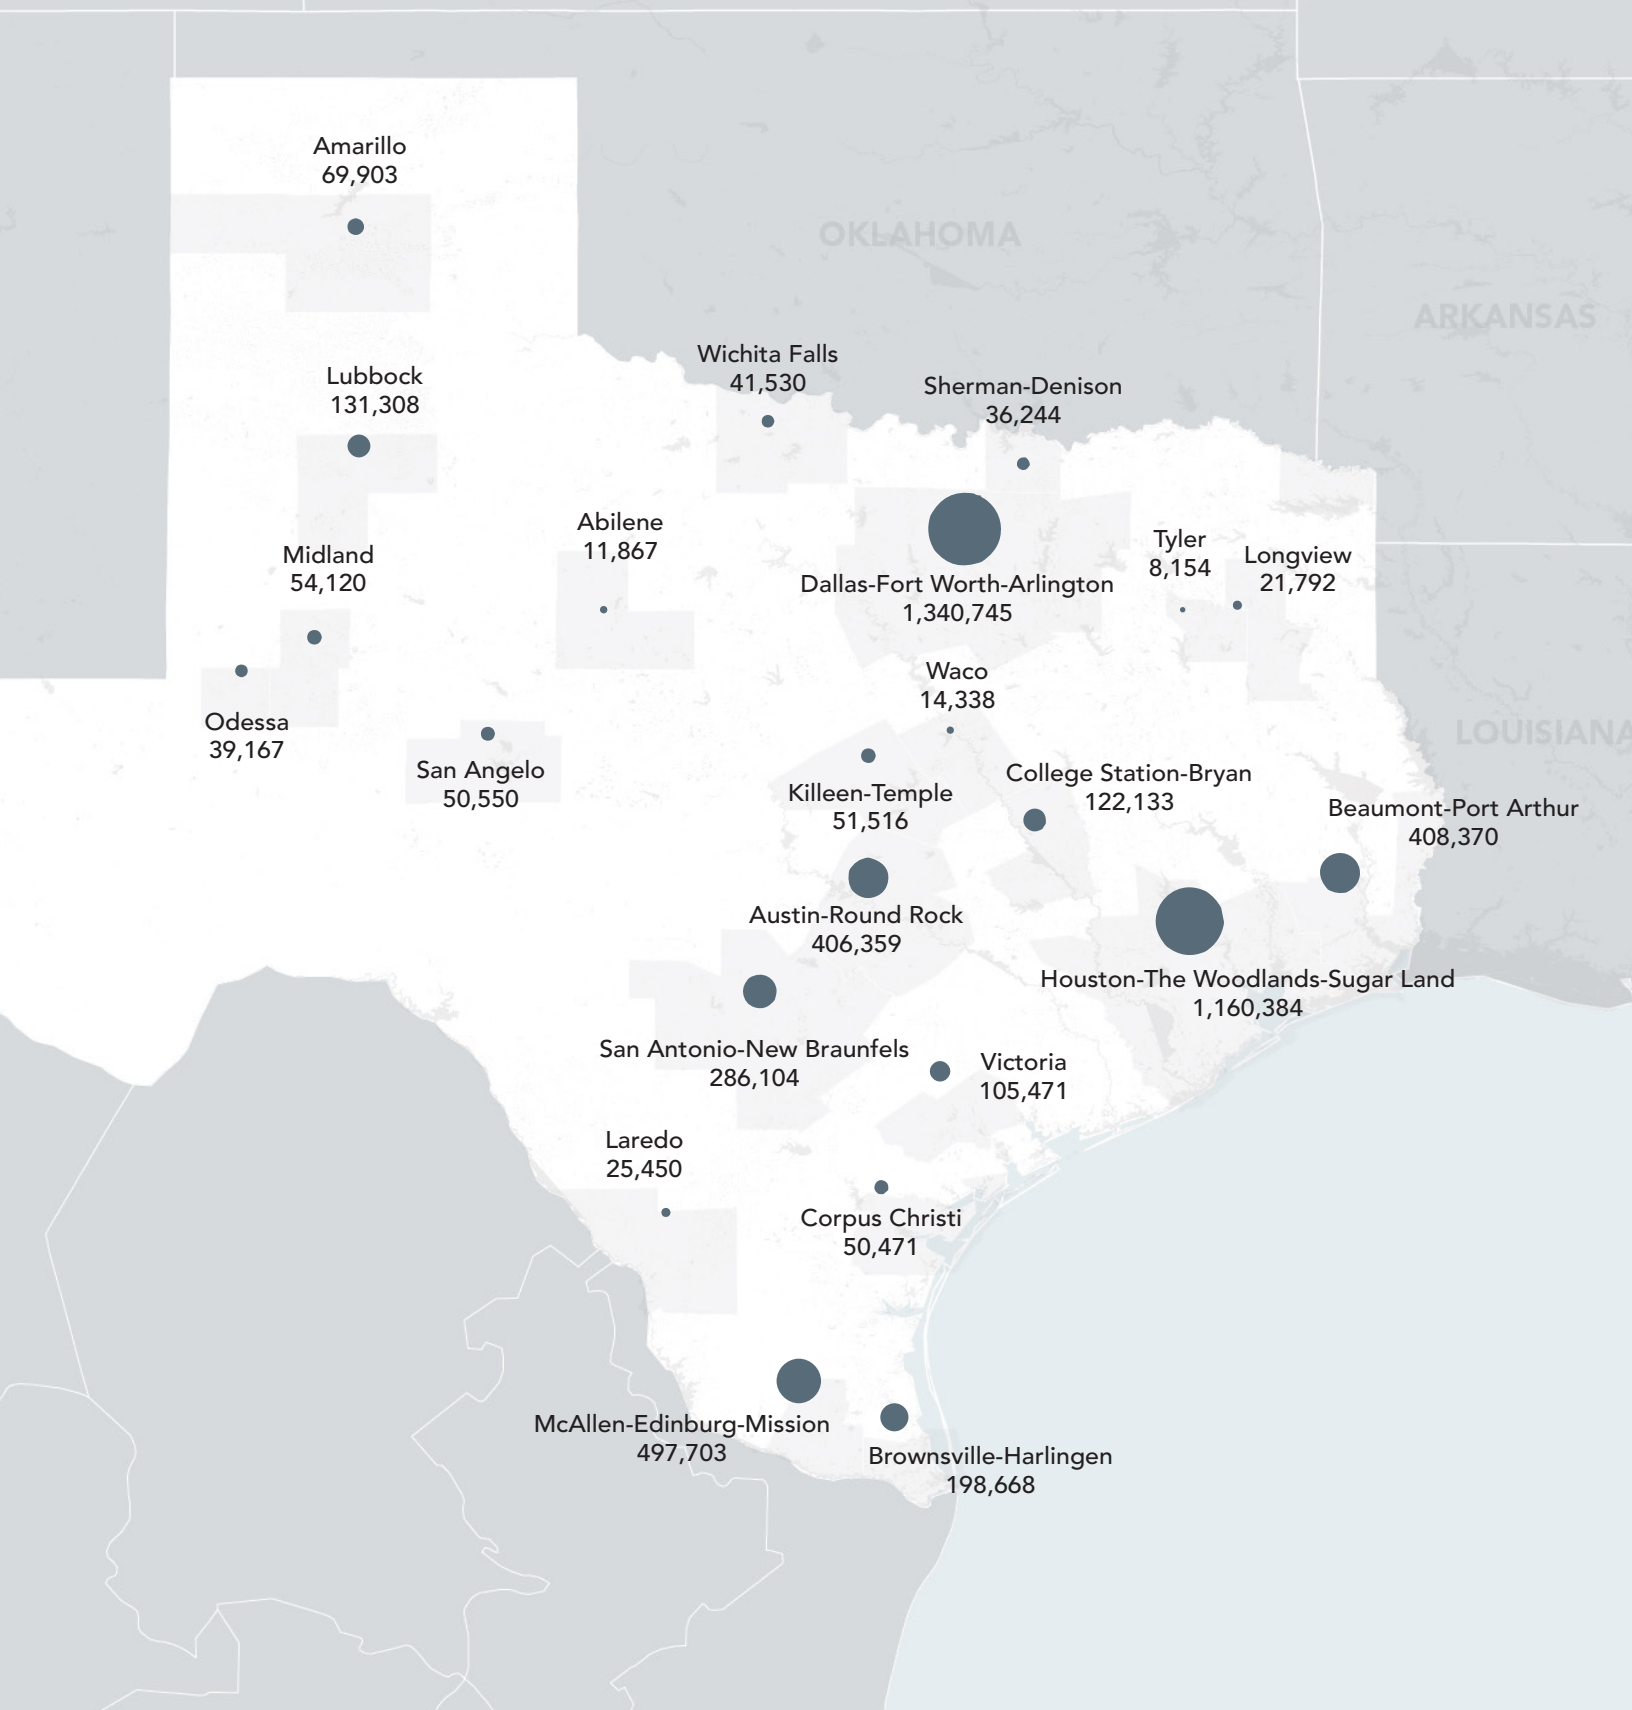 Amarillo
69,903
OKLAHOMA
ARKANSAS
Wichita Falls
41,530
Lubbock
131,308
Sherman-Denison
36,244
Abilene
11,867
Midland
54,120
Dallas-Fort Worth-Arlington
1,340,745
Tyler
8,154
Longview
21,792
Waco
14,338
Odessa
39,167
San Angelo
50,550
LOUISIANA
Killeen-Temple
51,516
College Station-Bryan
122,133
Beaumont-Port Arthur
408,370
Austin-Round Rock
406,359
Houston-The Woodlands-Sugar Land
1,160,384
San Antonio-New Braunfels
286,104
Victoria
105,471
Laredo
25,450
Corpus Christi
50,471
McAllen-Edinburg-Mission
497,703
Brownsville-Harlingen
198,668